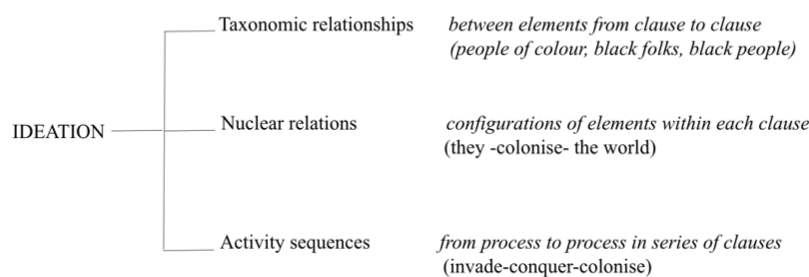 Taxonomic relationships between elements from clause to clause
(people of colour, black folks, black people)
IDEATION
Nuclear relations configurations of elements within each clause
(they -colonise- the world)
Activity sequences from process to process in series of clauses
(invade-conquer-colonise)